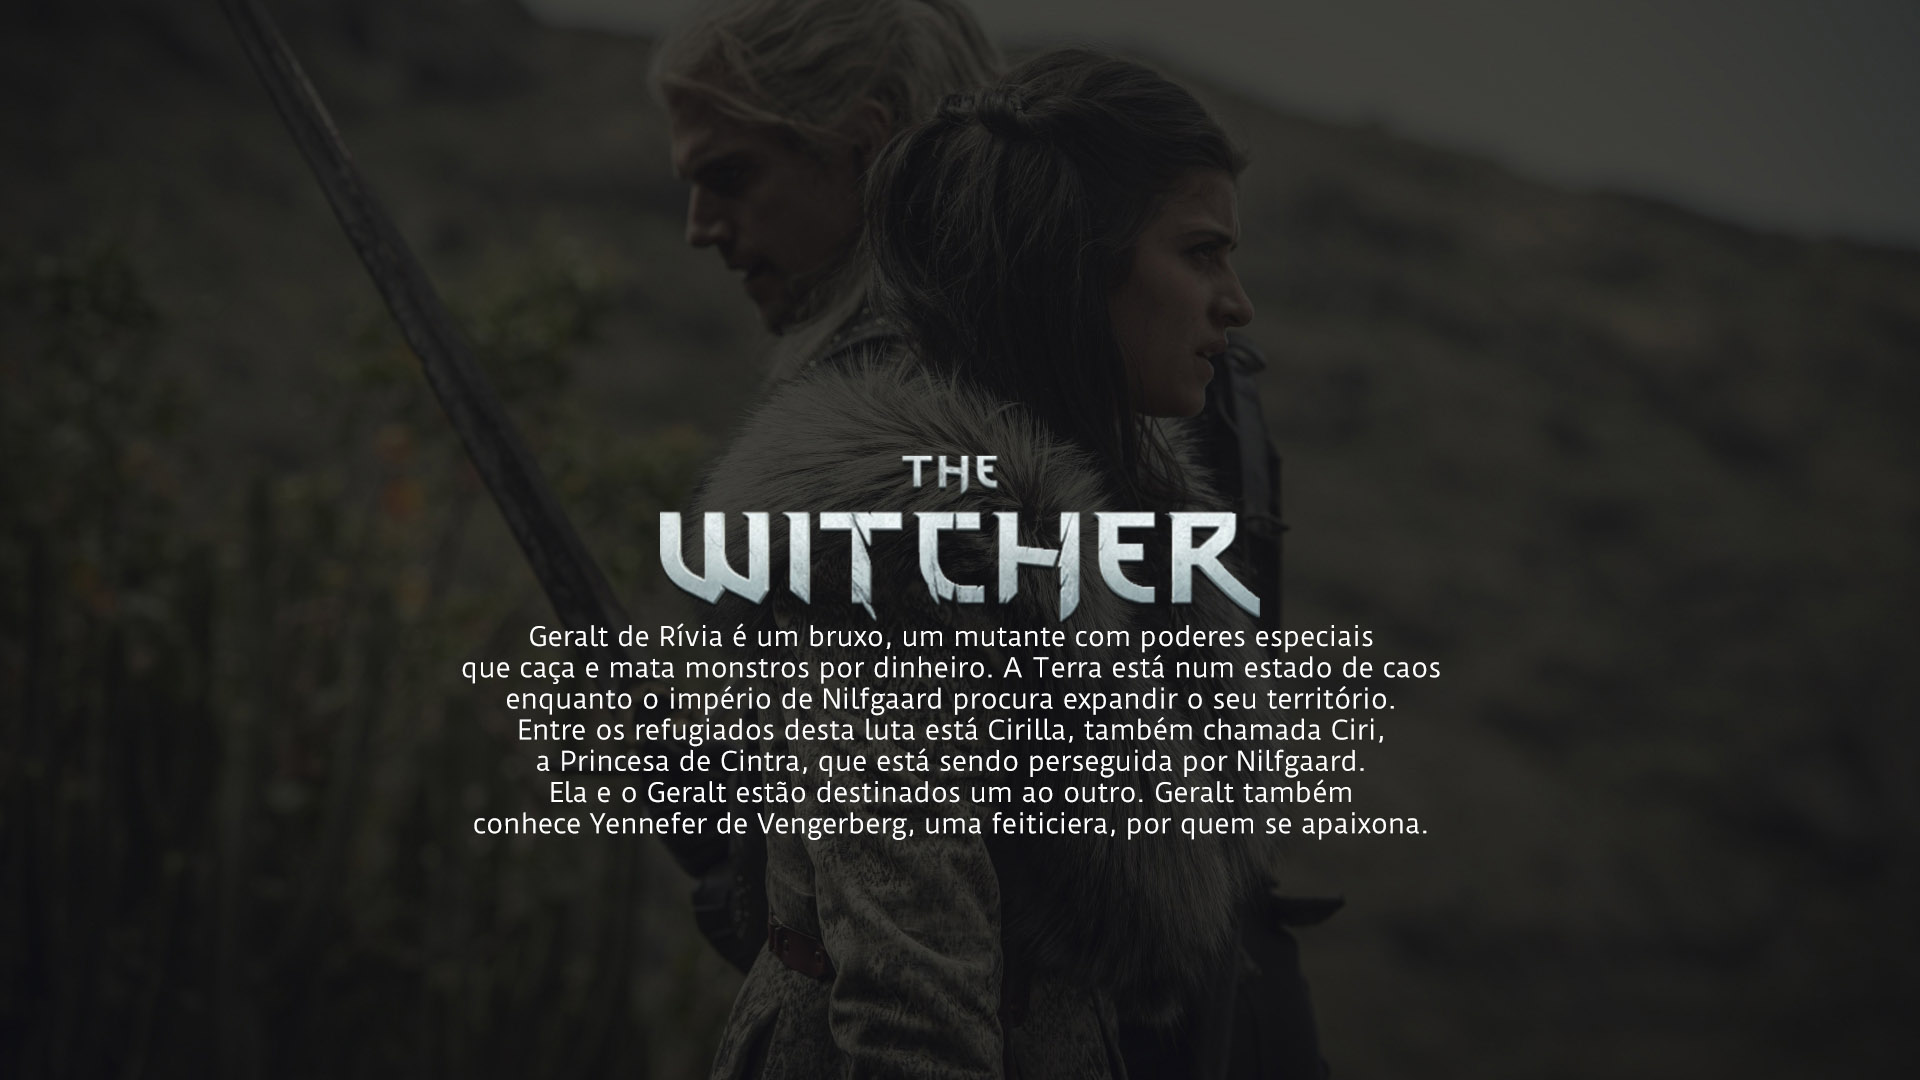 THE
WITCHER
Geralt de Rívia é um bruxo, um mutante com poderes especiais
que caça e mata monstros por dinheiro. A Terra está num estado de caos
enquanto o império de Nilfgaard procura expandir o seu território.
Entre os refugiados desta luta está Cirilla, também chamada Ciri,
a Princesa de Cintra, que está sendo perseguida por Nilfgaard.
Ela e o Geralt estão destinados um ao outro. Geralt também
conhece Yennefer de Vengerberg, uma feiticiera, por quem se apaixona.